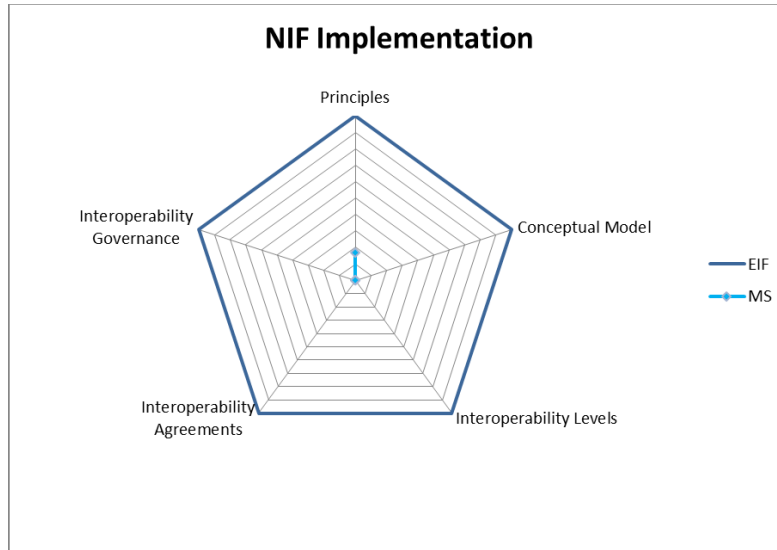 NIF Implementation
Principles
Interoperability
Governance
Conceptual Model
EIF
MS
Interoperability
Agreements
Interoperability Levels